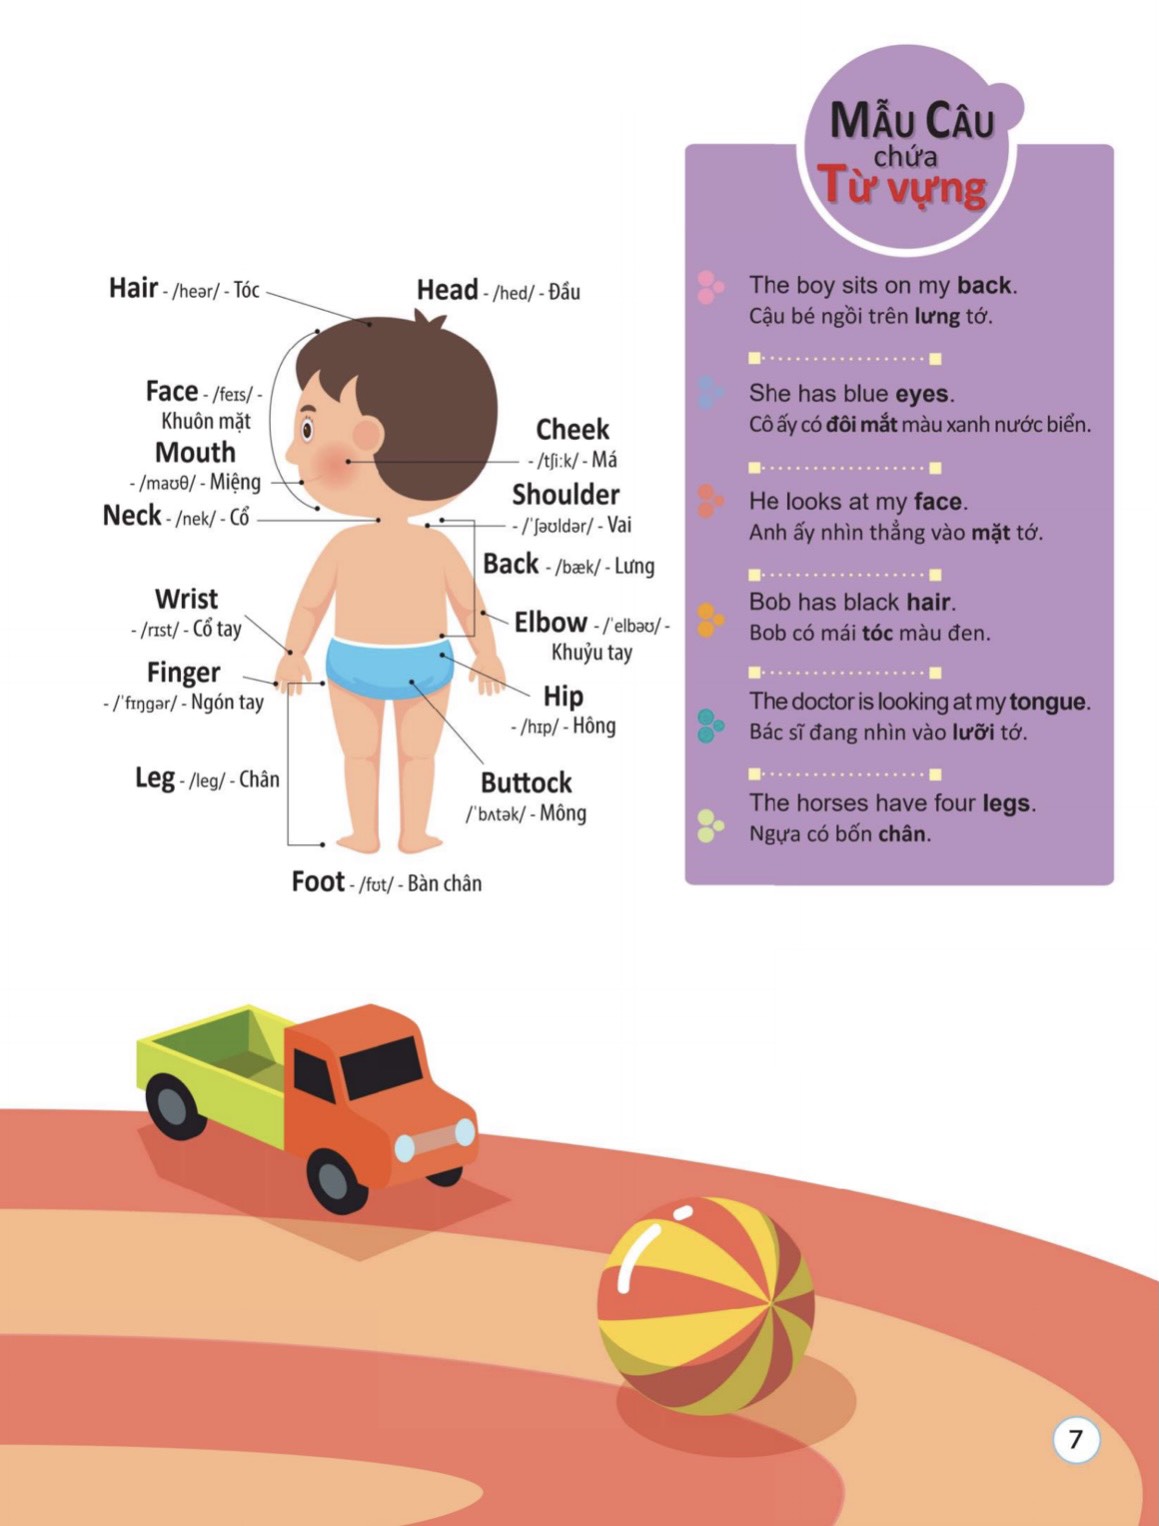 MẪU CÂU
chứa
Từ vựng
Hair - /heər/ - Tóc
Head - /hed/ - Đầu
Face - /feɪs/ -
Khuôn mặt
Mouth
- /maʊθ/ - Miệng
Neck - /nek/ - Cổ
Cheek
- /tʃiːk/ - Má
Shoulder
- /ˈʃəʊldər/ - Vai
Back - /bæk/ - Lưng
Wrist
- /rɪst/ - Cổ tay
Elbow - /ˈelbəʊ/ -
Khuỷu tay
Finger
- /ˈfɪŋgər/ - Ngón tay
Hip
- /hɪp/ - Hông
Leg - /leg/ - Chân
Buttock
/ˈbʌtək/ - Mông
Foot - /fʊt/ - Bàn chân
The boy sits on my back.
Cậu bé ngồi trên lưng tớ.
She has blue eyes.
Cô ấy có đôi mắt màu xanh nước biển.
He looks at my face.
Anh ấy nhìn thẳng vào mặt tớ.
Bob has black hair.
Bob có mái tóc màu đen.
The doctor is looking at my tongue.
Bác sĩ đang nhìn vào lưỡi tớ.
The horses have four legs.
Ngựa có bốn chân.
7